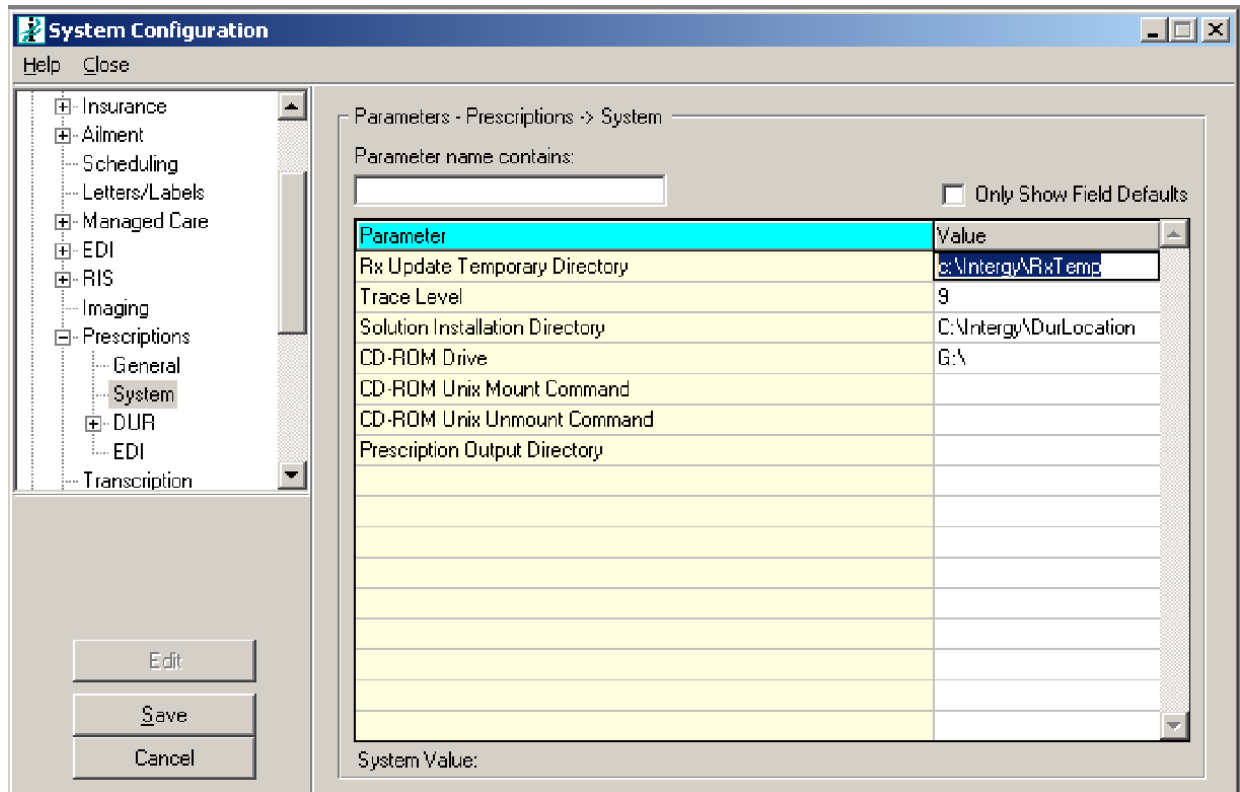 System Configuration
Help Close
Insurance
Ailment
Scheduling
Letters/Labels
Managed Care
EDI
RIS
Imaging
Prescriptions
General
System
DUR
EDI
Transcription
Edit
Save
Cancel
Parameters - Prescriptions -> System
Parameter name contains:
Only Show Field Defaults
Parameter Value
Rx Update Temporary Directory c:\Intergy\RxTemp
Trace Level 9
Solution Installation Directory C:\Intergy\DurLocation
CD-ROM Drive G:\
CD-ROM Unix Mount Command
CD-ROM Unix Unmount Command
Prescription Output Directory
System Value: